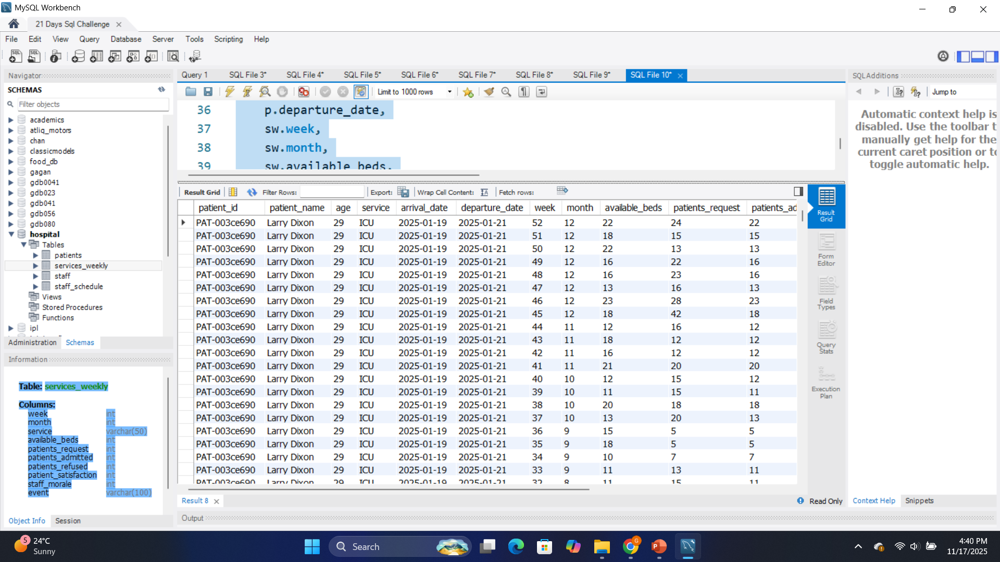 MySQL Workbench
21 Days Sql Challenge
File Edit View Query Database Server Tools Scripting Help
Navigator
SCHEMAS
Filter objects
academics
atliq_motors
chan
classicmodels
food_db
gagan
gdb0041
gdb023
gdb041
gdb056
gdb080
hospital
Tables
patients
services_weekly
staff
staff_schedule
Views
Stored Procedures
Functions
ipl
Administration Schemas
Information
Table: services_weekly
Columns:
week int
month int
service varchar(50)
available_beds int
patients_request int
patients_admitted int
patients_refused int
patient_satisfaction int
staff_morale int
event varchar(100)
Object Info Session
Query 1 SQL File 3* SQL File 4* SQL File 5* SQL File 6* SQL File 7* SQL File 8* SQL File 9* SQL File 10*
Limit to 1000 rows
36 p.departure_date,
37 sw.week,
38 sw.month,
39 sw.available_beds,
Result Grid Filter Rows: Export: Wrap Cell Content: Fetch rows:
patient_id patient_name age service arrival_date departure_date week month available_beds patients_request patients_ad
PAT-003ce690 Larry Dixon 29 ICU 2025-01-19 2025-01-21 52 12 22 24 22
PAT-003ce690 Larry Dixon 29 ICU 2025-01-19 2025-01-21 51 12 18 15 15
PAT-003ce690 Larry Dixon 29 ICU 2025-01-19 2025-01-21 50 12 22 13 13
PAT-003ce690 Larry Dixon 29 ICU 2025-01-19 2025-01-21 49 12 16 22 16
PAT-003ce690 Larry Dixon 29 ICU 2025-01-19 2025-01-21 48 12 16 23 16
PAT-003ce690 Larry Dixon 29 ICU 2025-01-19 2025-01-21 47 12 13 16 13
PAT-003ce690 Larry Dixon 29 ICU 2025-01-19 2025-01-21 46 12 23 28 23
PAT-003ce690 Larry Dixon 29 ICU 2025-01-19 2025-01-21 45 12 18 42 18
PAT-003ce690 Larry Dixon 29 ICU 2025-01-19 2025-01-21 44 11 12 16 12
PAT-003ce690 Larry Dixon 29 ICU 2025-01-19 2025-01-21 43 11 18 12 12
PAT-003ce690 Larry Dixon 29 ICU 2025-01-19 2025-01-21 42 11 16 12 12
PAT-003ce690 Larry Dixon 29 ICU 2025-01-19 2025-01-21 41 11 21 20 20
PAT-003ce690 Larry Dixon 29 ICU 2025-01-19 2025-01-21 40 10 12 15 12
PAT-003ce690 Larry Dixon 29 ICU 2025-01-19 2025-01-21 39 10 11 15 11
PAT-003ce690 Larry Dixon 29 ICU 2025-01-19 2025-01-21 38 10 20 18 18
PAT-003ce690 Larry Dixon 29 ICU 2025-01-19 2025-01-21 37 10 13 20 13
PAT-003ce690 Larry Dixon 29 ICU 2025-01-19 2025-01-21 36 9 15 5 5
PAT-003ce690 Larry Dixon 29 ICU 2025-01-19 2025-01-21 35 9 18 5 5
PAT-003ce690 Larry Dixon 29 ICU 2025-01-19 2025-01-21 34 9 10 7 7
PAT-003ce690 Larry Dixon 29 ICU 2025-01-19 2025-01-21 33 9 11 13 11
PAT-003ce690 Larry Dixon 29 ICU 2025-01-19 2025-01-21 32 8 11 15 11
Result 8
Read Only
Output
Result
Grid
Form
Editor
Field
Types
Query
Stats
Execution
Plan
SQLAdditions
Jump to
Automatic context help is
disabled. Use the toolbar t
manually get help for the
current caret position or to
toggle automatic help.
Context Help Snippets
5
24°C
Sunny
Search
4:40 PM
11/17/2025